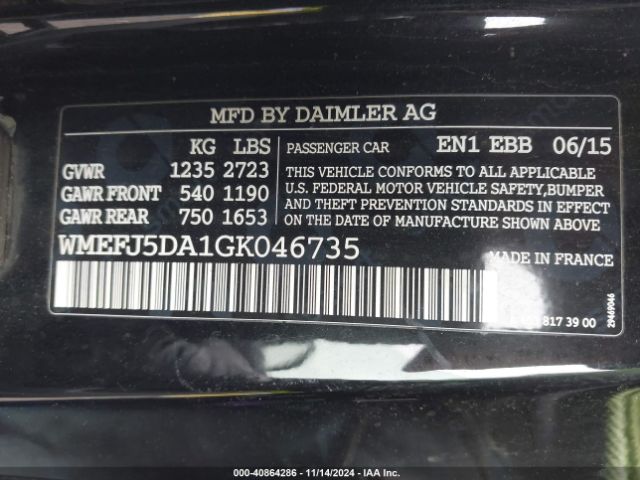 MFD BY DAIMLER AG
KG LBS
GVWR 1235 2723
GAWR FRONT 540 1190
GAWR REAR 750 1653
PASSENGER CAR EN1 EBB 06/15
THIS VEHICLE CONFORMS TO ALL APPLICABLE
U.S. FEDERAL MOTOR VEHICLE SAFETY,BUMPER
AND THEFT PREVENTION STANDARDS IN EFFECT
ON THE DATE OF MANUFACTURE SHOWN ABOVE
WMEFJ5DA1GK046735
MADE IN FRANCE
817 39 00
29469046
000-40864286 - 11/14/2024 - IAA Inc.